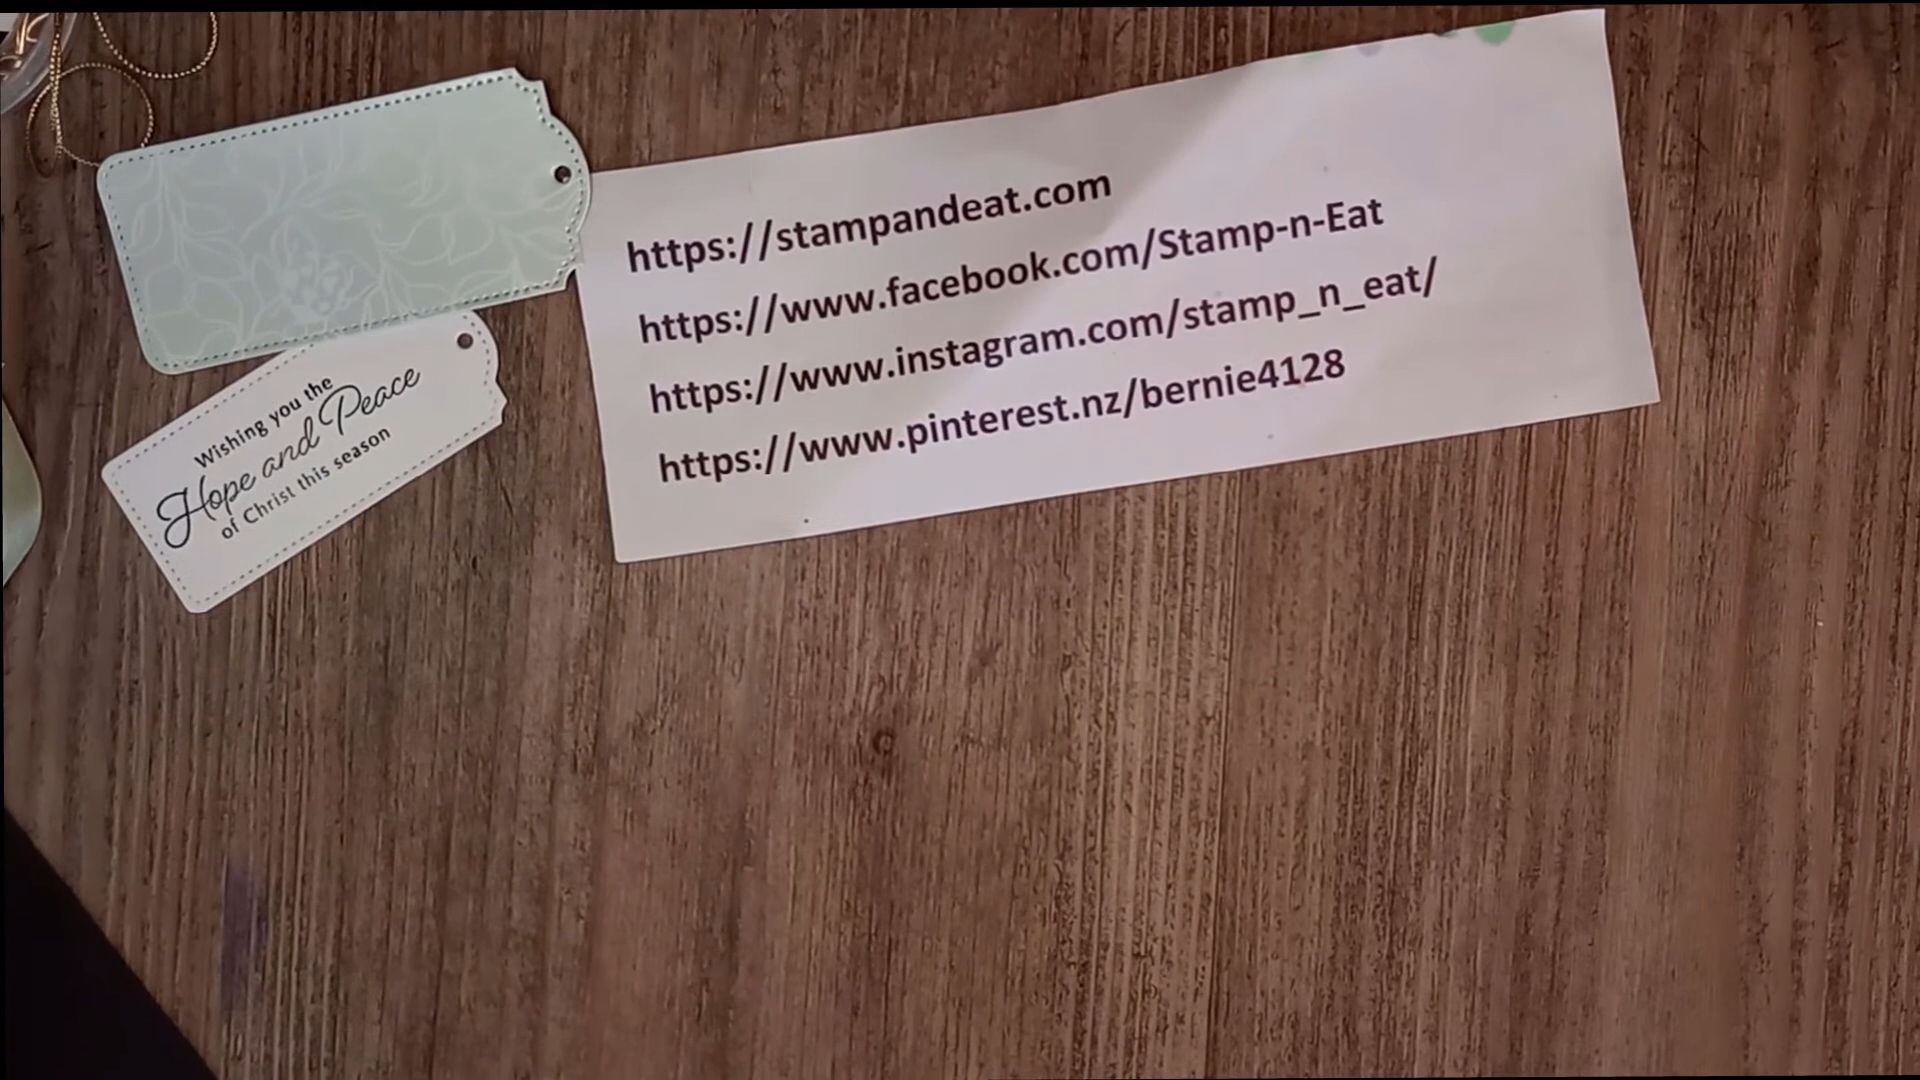 https://stampandeat.com
https://www.facebook.com/Stamp-n-Eat
https://www.instagram.com/stamp_n_eat/
https://www.pinterest.nz/bernie4128
Wishing you the
Hope and Peace
of Christ this season